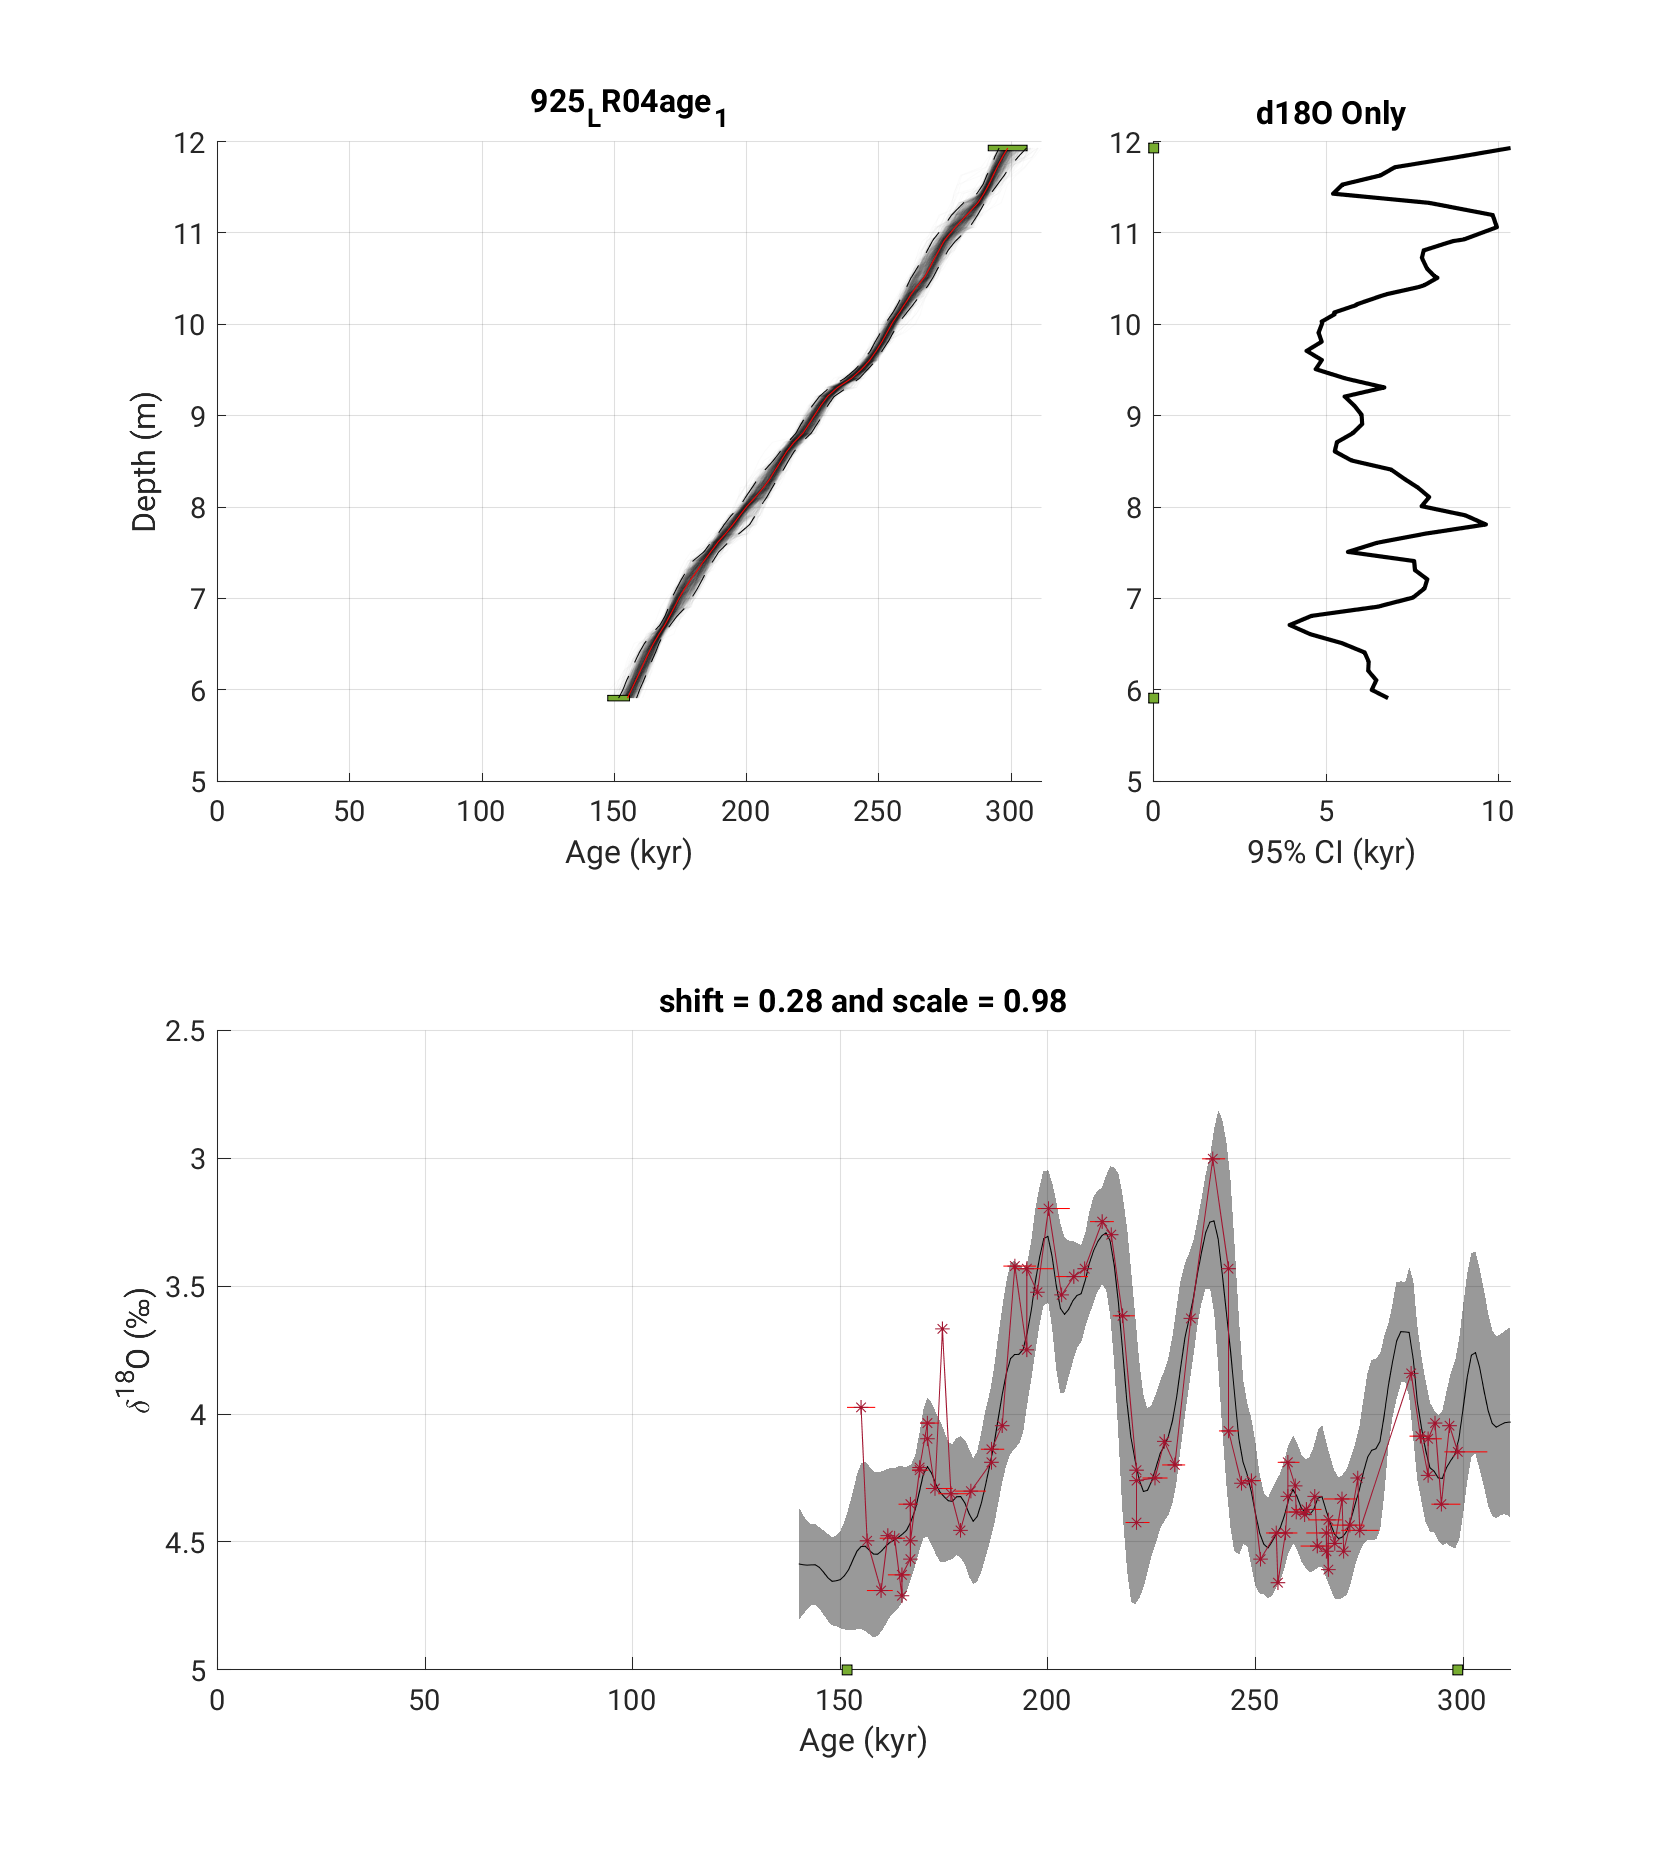 925_LR04age_1
d18O Only
12
11
10
9
8
7
6
5
Depth (m)
0 50 100 150 200 250 300
Age (kyr)
12
11
10
9
8
7
6
5
0 5 10
95% CI (kyr)
shift = 0.28 and scale = 0.98
2.5
3
3.5
4
4.5
5
δ¹⁸O (‰)
0 50 100 150 200 250 300
Age (kyr)